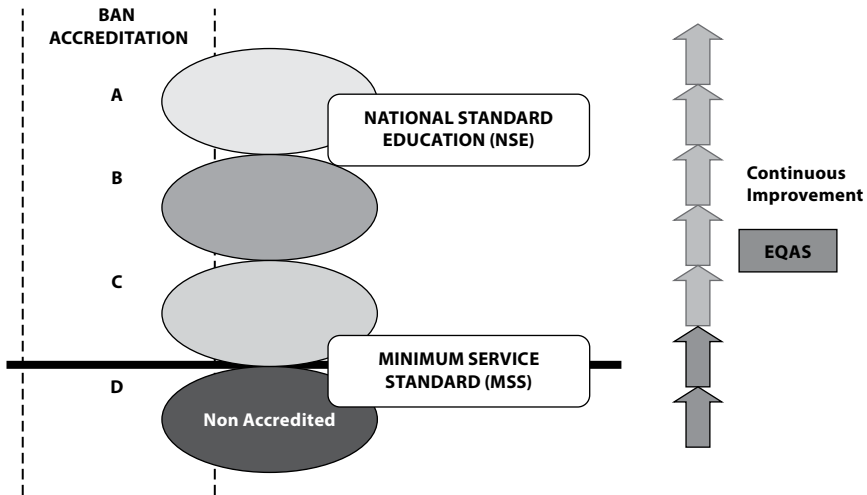 BAN
ACCREDITATION
A
NATIONAL STANDARD
EDUCATION (NSE)
B
Continuous
Improvement
EQAS
C
MINIMUM SERVICE
STANDARD (MSS)
D
Non Accredited